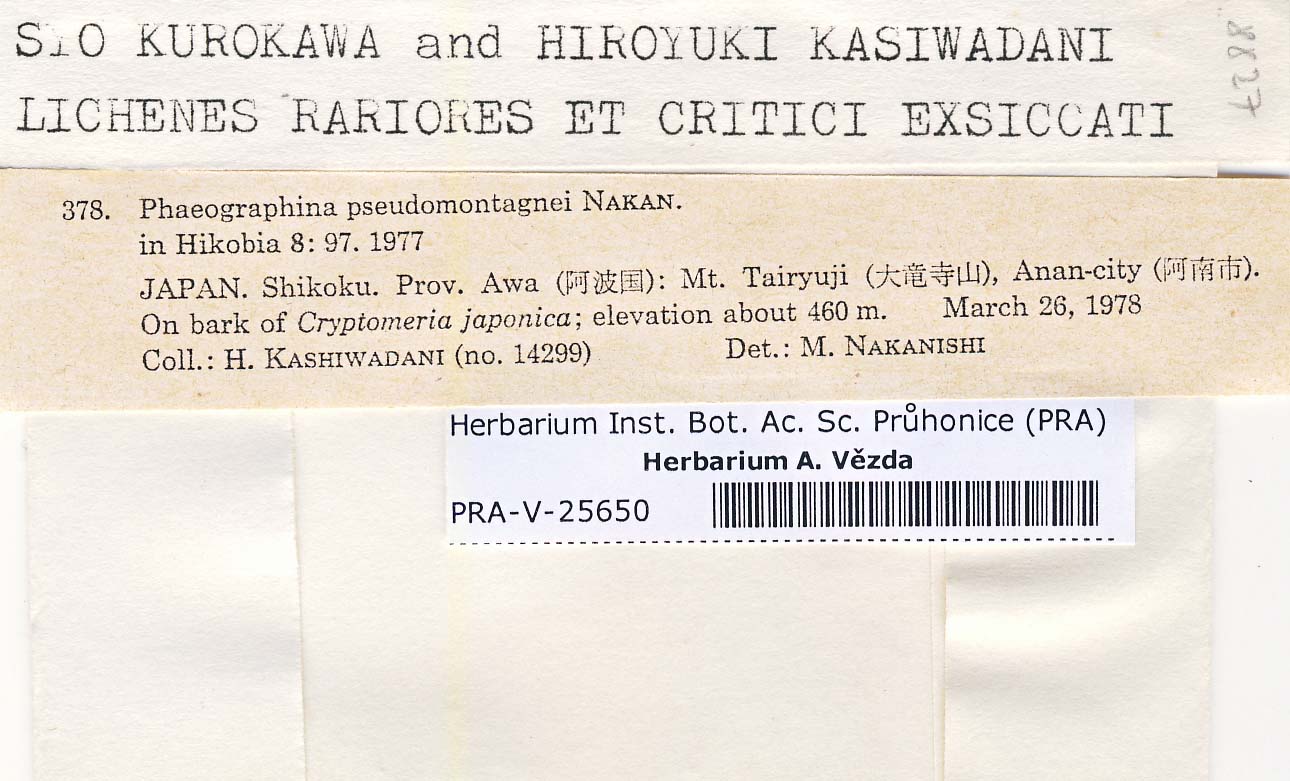 SIO KUROKAWA and HIROYUKI KASIWADANI
LICHENES RARIORES ET CRITICI EXSICCATI
8827
378. Phaeographina pseudomontagnei NAKAN.
in Hikobia 8: 97. 1977
JAPAN. Shikoku. Prov. Awa (阿波国): Mt. Tairyuji (大竜寺山), Anan-city (阿南市).
On bark of Cryptomeria japonica; elevation about 460 m. March 26, 1978
Coll.: H. KASHIWADANI (no. 14299) Det.: M. NAKANISHI
Herbarium Inst. Bot. Ac. Sc. Průhonice (PRA)
Herbarium A. Vězda
PRA-V-25650